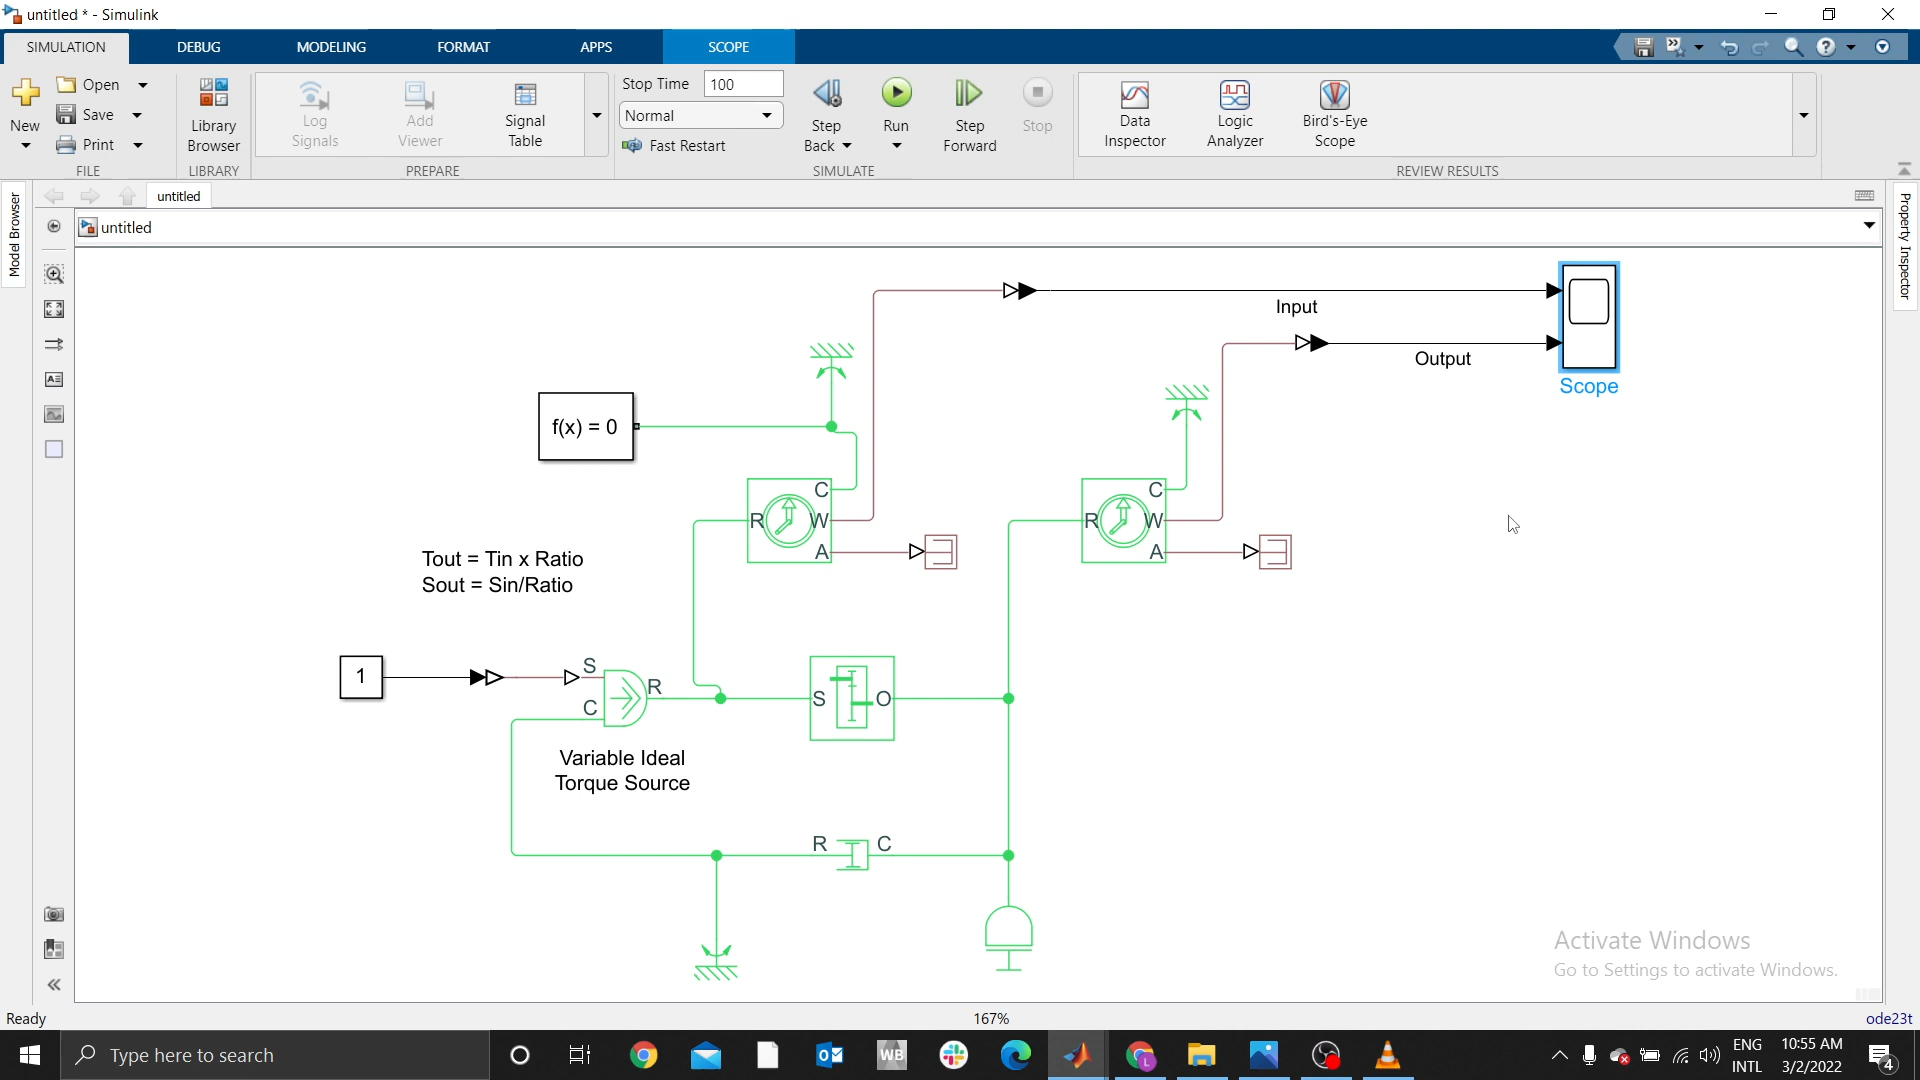 untitled * - Simulink
SIMULATION
DEBUG
MODELING
FORMAT
APPS
SCOPE
New
Open
Save
Print
FILE
Library
Browser
LIBRARY
Log
Signals
Add
Viewer
Signal
Table
PREPARE
Stop Time 100
Normal
Fast Restart
Step
Back
Run
Step
Forward
Stop
SIMULATE
Data
Inspector
Logic
Analyzer
Bird's-Eye
Scope
REVIEW RESULTS
Model Browser
untitled
untitled
Property Inspector
Input
Output
Scope
f(x) = 0
C
R
W
A
C
R
W
A
Tout = Tin x Ratio
Sout = Sin/Ratio
1
S
R
C
S
O
Variable Ideal
Torque Source
R
C
Activate Windows
Go to Settings to activate Windows.
Ready
167%
ode23t
Type here to search
WB
L
ENG
INTL
10:55 AM
3/2/2022
4